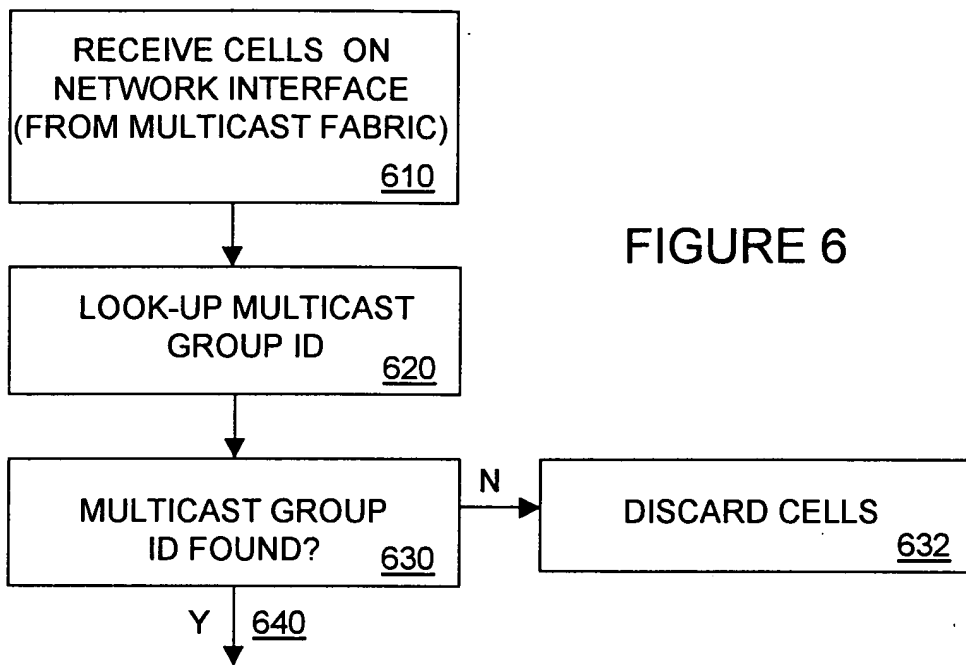 RECEIVE CELLS ON
NETWORK INTERFACE
(FROM MULTICAST FABRIC)
610
FIGURE 6
LOOK-UP MULTICAST
GROUP ID
620
MULTICAST GROUP
ID FOUND?
630
N
DISCARD CELLS
632
Y
640